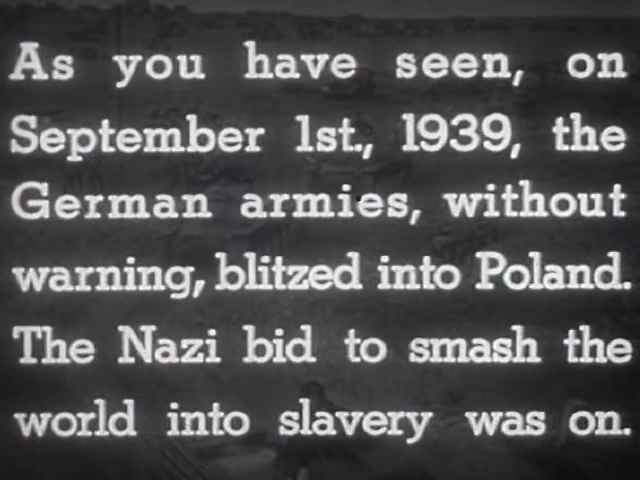 As you have seen, on
September 1st., 1939, the
German armies, without
warning, blitzed into Poland.
The Nazi bid to smash the
world into slavery was on.